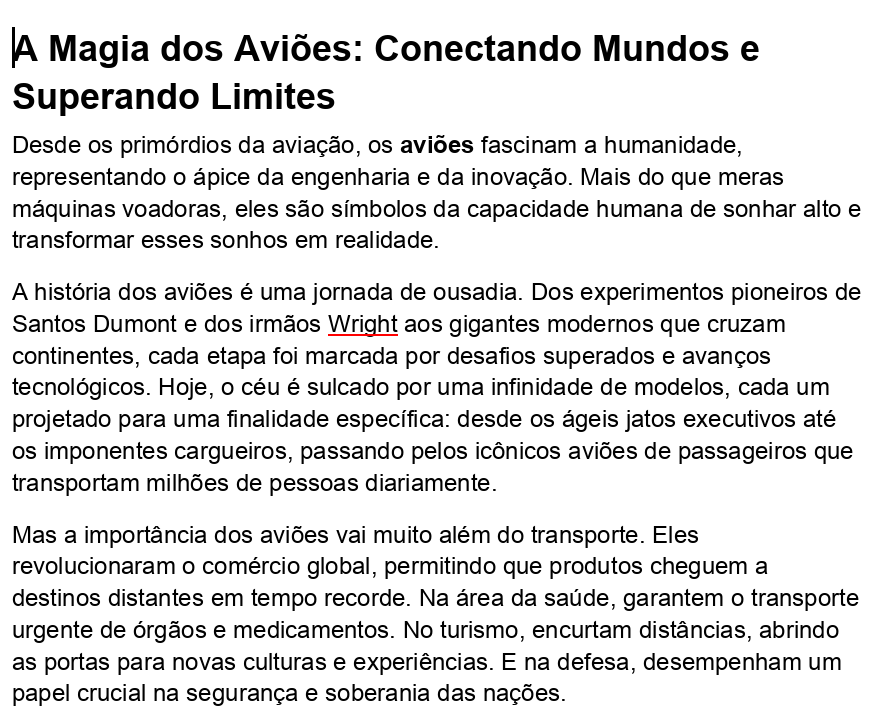 A Magia dos Aviões: Conectando Mundos e
Superando Limites
Desde os primórdios da aviação, os aviões fascinam a humanidade,
representando o ápice da engenharia e da inovação. Mais do que meras
máquinas voadoras, eles são símbolos da capacidade humana de sonhar alto e
transformar esses sonhos em realidade.
A história dos aviões é uma jornada de ousadia. Dos experimentos pioneiros de
Santos Dumont e dos irmãos Wright aos gigantes modernos que cruzam
continentes, cada etapa foi marcada por desafios superados e avanços
tecnológicos. Hoje, o céu é sulcado por uma infinidade de modelos, cada um
projetado para uma finalidade específica: desde os ágeis jatos executivos até
os imponentes cargueiros, passando pelos icônicos aviões de passageiros que
transportam milhões de pessoas diariamente.
Mas a importância dos aviões vai muito além do transporte. Eles
revolucionaram o comércio global, permitindo que produtos cheguem a
destinos distantes em tempo recorde. Na área da saúde, garantem o transporte
urgente de órgãos e medicamentos. No turismo, encurtam distâncias, abrindo
as portas para novas culturas e experiências. E na defesa, desempenham um
papel crucial na segurança e soberania das nações.